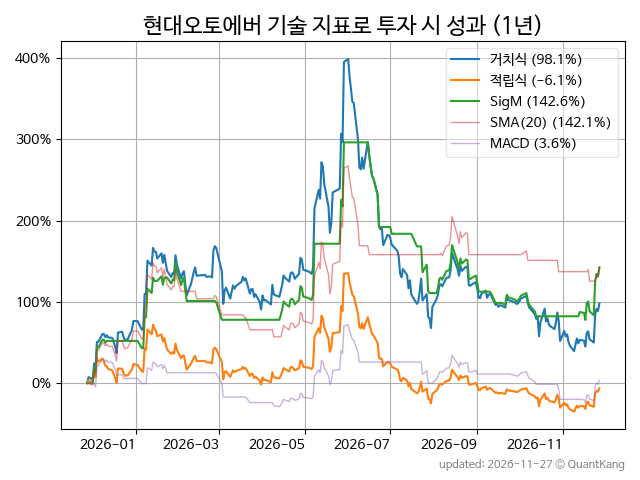 현대오토에버 기술 지표로 투자 시 성과 (1년)
400%
300%
200%
100%
0%
거치식 (98.1%)
적립식 (-6.1%)
SigM (142.6%)
SMA(20) (142.1%)
MACD (3.6%)
2026-01
2026-03
2026-05
2026-07
2026-09
2026-11
updated: 2026-11-27 © QuantKang